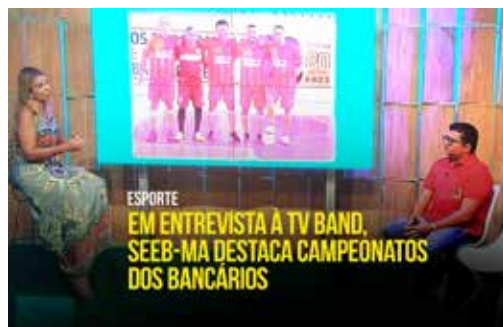 ESPORTE
EM ENTREVISTA À TV BAND,
SEEB-MA DESTACA CAMPEONATOS
DOS BANCÁRIOS